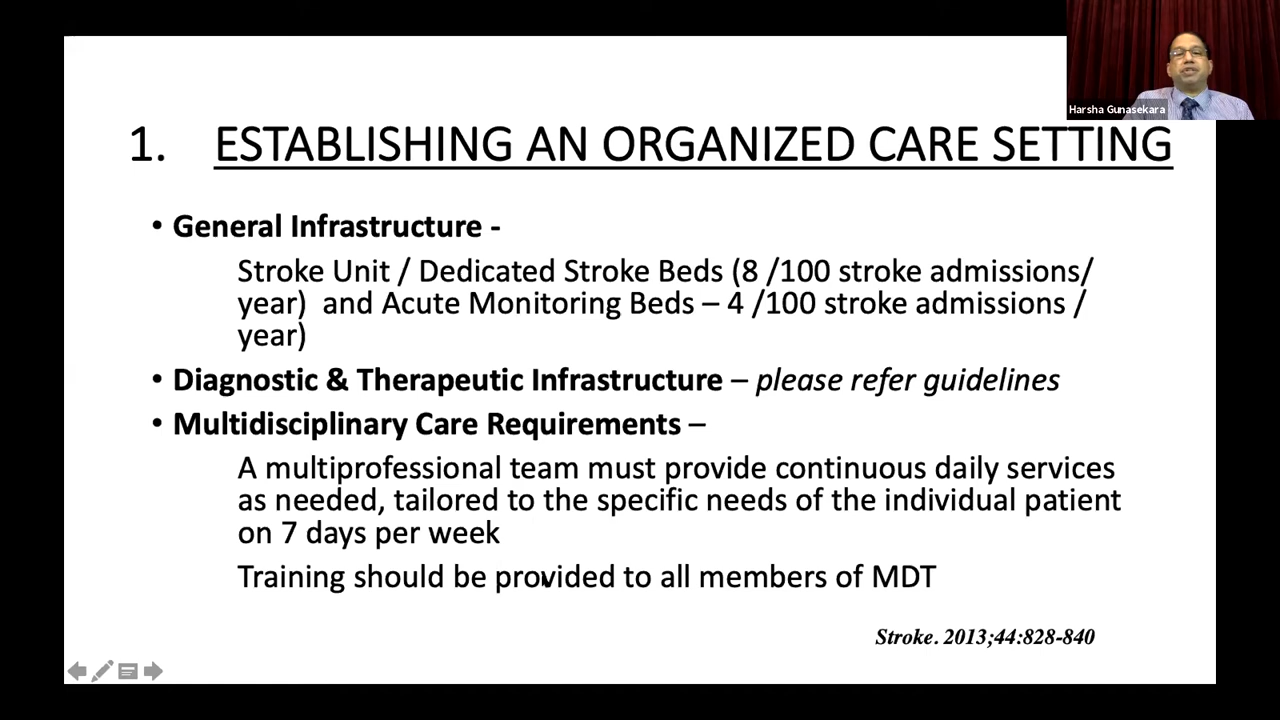 Harsha Gunasekara
1. ESTABLISHING AN ORGANIZED CARE SETTING
• General Infrastructure -
Stroke Unit / Dedicated Stroke Beds (8 /100 stroke admissions/
year)  and Acute Monitoring Beds – 4 /100 stroke admissions /
year)
• Diagnostic & Therapeutic Infrastructure – please refer guidelines
• Multidisciplinary Care Requirements –
A multiprofessional team must provide continuous daily services
as needed, tailored to the specific needs of the individual patient
on 7 days per week
Training should be provided to all members of MDT
Stroke. 2013;44:828-840